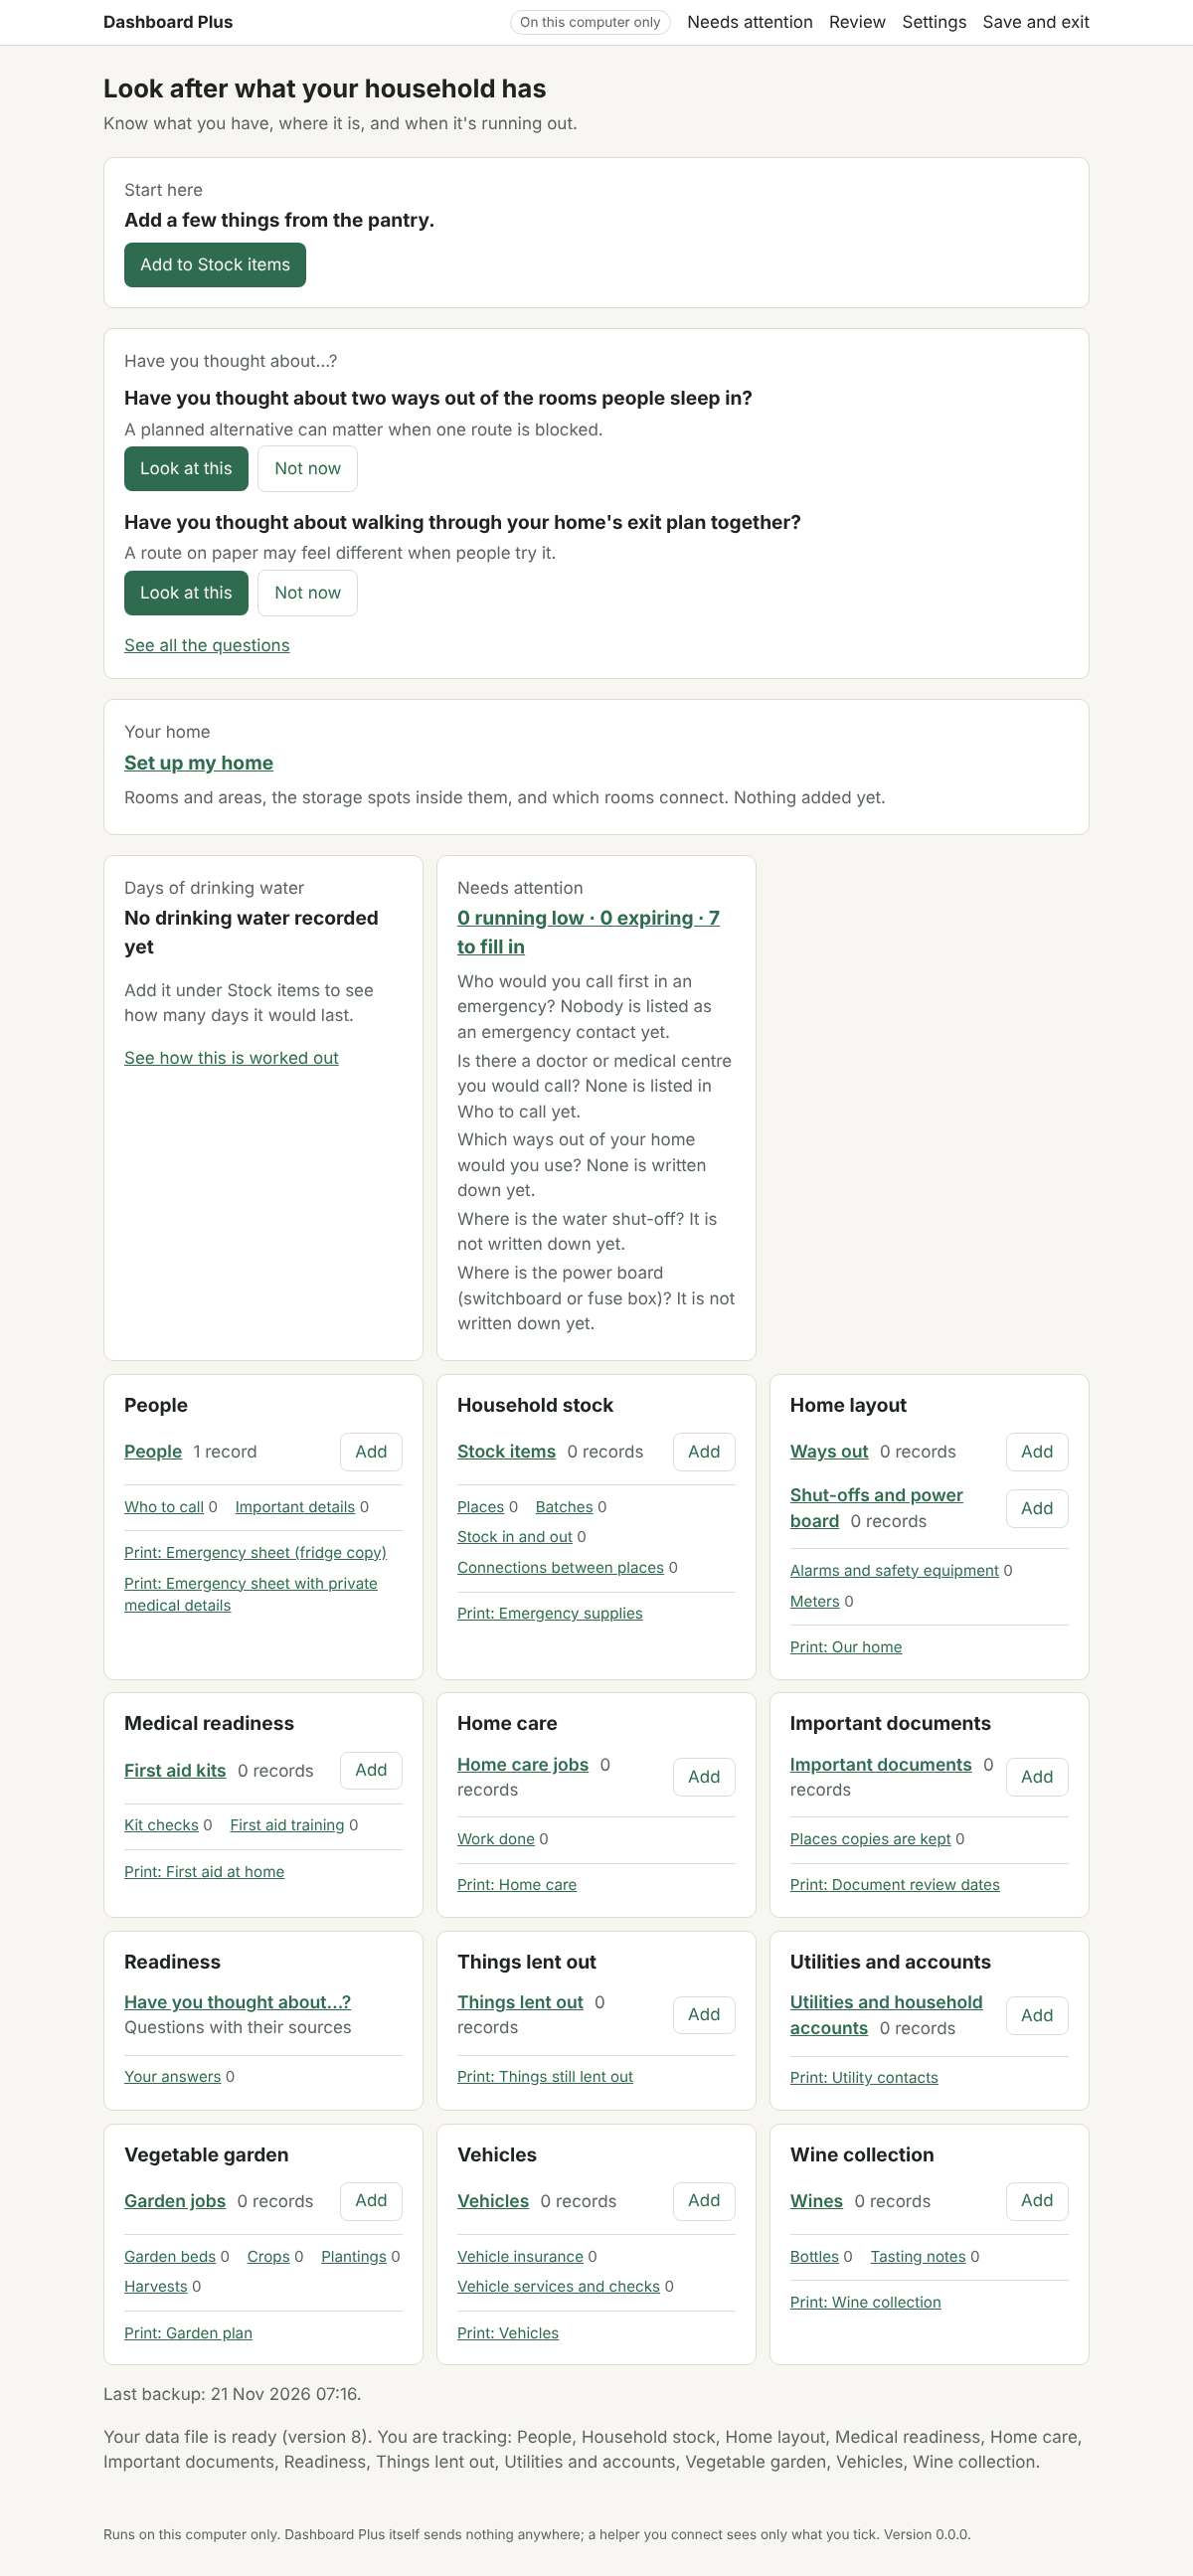 Dashboard Plus
On this computer only Needs attention Review Settings Save and exit
Look after what your household has
Know what you have, where it is, and when it's running out.
Start here
Add a few things from the pantry.
Add to Stock items
Have you thought about...?
Have you thought about two ways out of the rooms people sleep in?
A planned alternative can matter when one route is blocked.
Look at this Not now
Have you thought about walking through your home's exit plan together?
A route on paper may feel different when people try it.
Look at this Not now
See all the questions
Your home
Set up my home
Rooms and areas, the storage spots inside them, and which rooms connect. Nothing added yet.
Days of drinking water
No drinking water recorded
yet
Add it under Stock items to see
how many days it would last.
See how this is worked out
Needs attention
0 running low · 0 expiring · 7
to fill in
Who would you call first in an
emergency? Nobody is listed as
an emergency contact yet.
Is there a doctor or medical centre
you would call? None is listed in
Who to call yet.
Which ways out of your home
would you use? None is written
down yet.
Where is the water shut-off? It is
not written down yet.
Where is the power board
(switchboard or fuse box)? It is not
written down yet.
People
People 1 record Add
Who to call 0 Important details 0
Print: Emergency sheet (fridge copy)
Print: Emergency sheet with private
medical details
Household stock
Stock items 0 records Add
Places 0 Batches 0
Stock in and out 0
Connections between places 0
Print: Emergency supplies
Home layout
Ways out 0 records Add
Shut-offs and power
board 0 records Add
Alarms and safety equipment 0
Meters 0
Print: Our home
Medical readiness
First aid kits 0 records Add
Kit checks 0 First aid training 0
Print: First aid at home
Home care
Home care jobs 0
records Add
Work done 0
Print: Home care
Important documents
Important documents 0
records Add
Places copies are kept 0
Print: Document review dates
Readiness
Have you thought about...?
Questions with their sources
Your answers 0
Things lent out
Things lent out 0
records Add
Print: Things still lent out
Utilities and accounts
Utilities and household
accounts 0 records Add
Print: Utility contacts
Vegetable garden
Garden jobs 0 records Add
Garden beds 0 Crops 0 Plantings 0
Harvests 0
Print: Garden plan
Vehicles
Vehicles 0 records Add
Vehicle insurance 0
Vehicle services and checks 0
Print: Vehicles
Wine collection
Wines 0 records Add
Bottles 0 Tasting notes 0
Print: Wine collection
Last backup: 21 Nov 2026 07:16.
Your data file is ready (version 8). You are tracking: People, Household stock, Home layout, Medical readiness, Home care,
Important documents, Readiness, Things lent out, Utilities and accounts, Vegetable garden, Vehicles, Wine collection.
Runs on this computer only. Dashboard Plus itself sends nothing anywhere; a helper you connect sees only what you tick. Version 0.0.0.